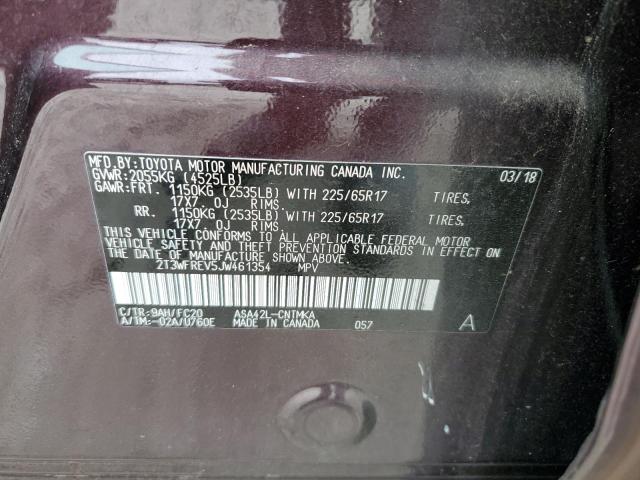 MFD.BY:TOYOTA MOTOR MANUFACTURING CANADA INC. 03/18
GVWR:2055KG (4525LB)
GAWR:FRT. 1150KG (2535LB) WITH 225/65R17 TIRES,
17X7 0J RIMS.
RR. 1150KG (2535LB) WITH 225/65R17 TIRES,
17X7 0J RIMS.
THIS VEHICLE CONFORMS TO ALL APPLICABLE FEDERAL MOTOR
VEHICLE SAFETY AND THEFT PREVENTION STANDARDS IN EFFECT ON
THE DATE OF MANUFACTURE SHOWN ABOVE.
2T3WFREV5JW461354 MPV
C/TR:9AH/FC20 ASA42L-CNTMKA
A/TM:-02A/U760E MADE IN CANADA 057 A